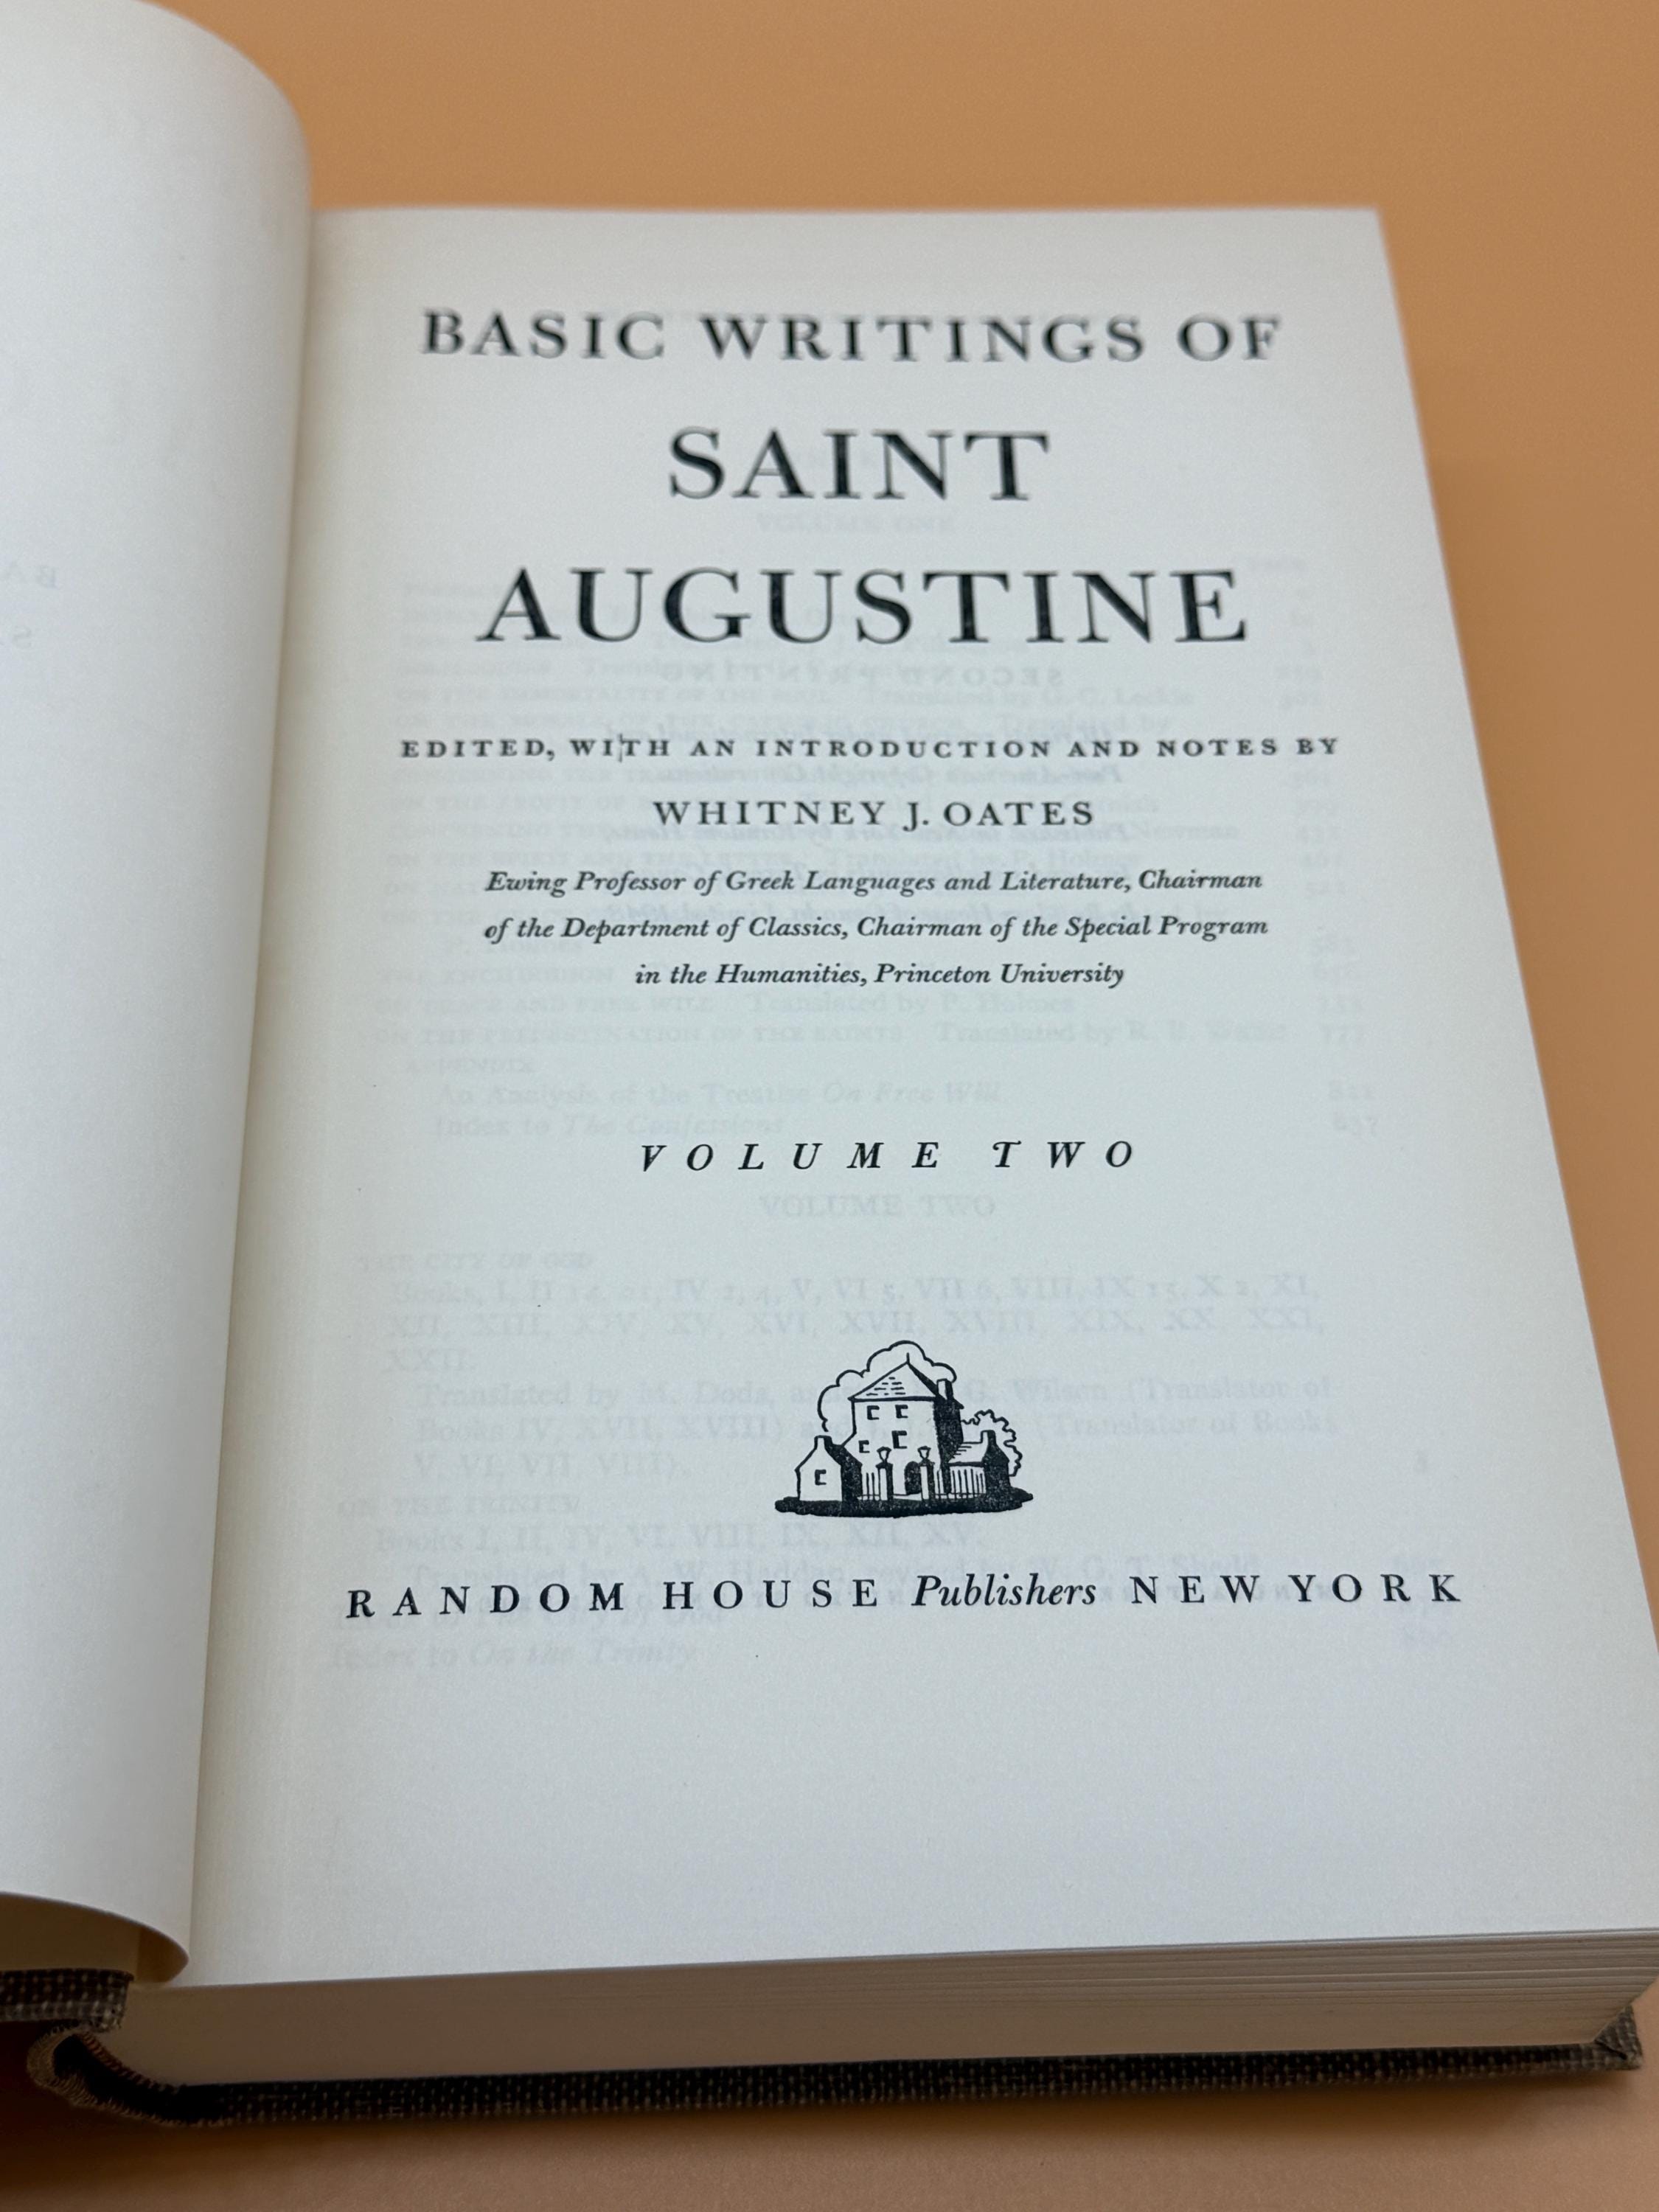 BASIC WRITINGS OF
SAINT
AUGUSTINE
EDITED, WITH AN INTRODUCTION AND NOTES BY
WHITNEY J. OATES
Ewing Professor of Greek Languages and Literature, Chairman
of the Department of Classics, Chairman of the Special Program
in the Humanities, Princeton University
VOLUME TWO
RANDOM HOUSE Publishers NEW YORK